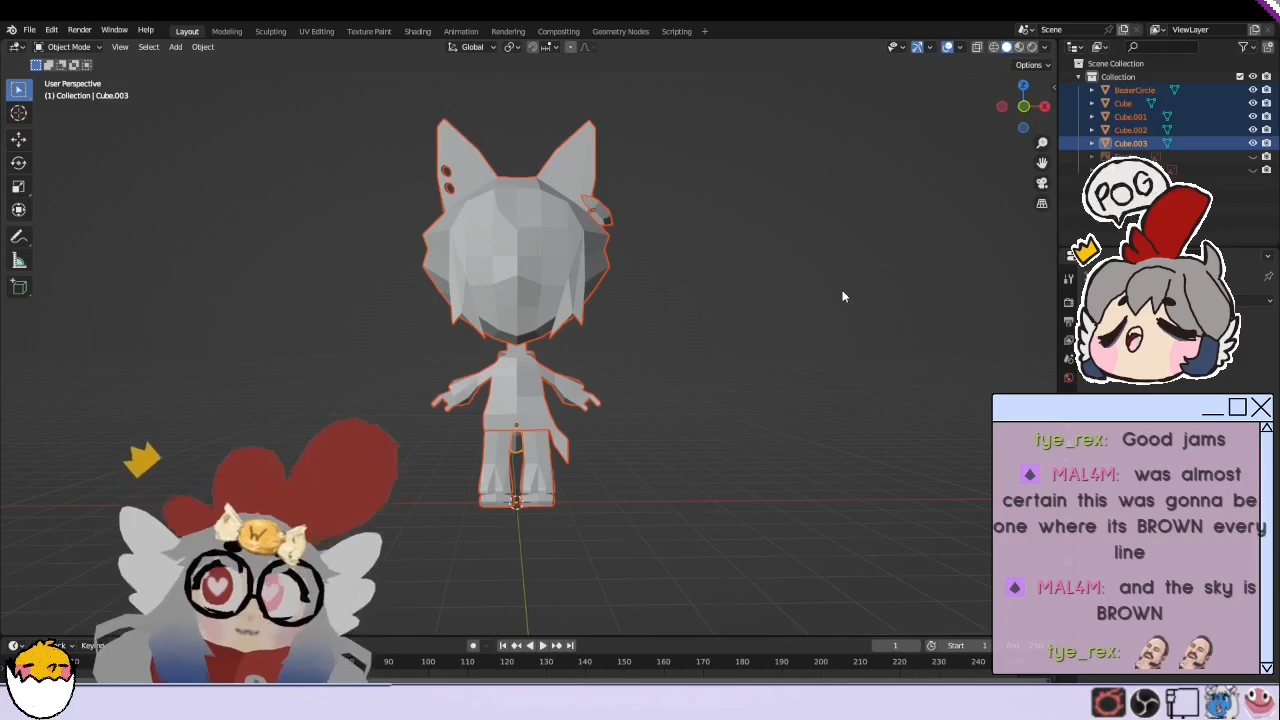 File Edit Render Window Help Layout Modeling Sculpting UV Editing Texture Paint Shading Animation Rendering Compositing Geometry Nodes Scripting + Scene ViewLayer
Object Mode View Select Add Object Global
Options
User Perspective
(1) Collection | Cube.003
Scene Collection
Collection
BezierCircle
Cube
Cube.001
Cube.002
Cube.003
POG
tye_rex: Good jams
MAL4M: was almost
certain this was gonna be
one where its BROWN every
line
MAL4M: and the sky is
BROWN
tye_rex:
W
1 Start 1
90 100 110 120 130 140 150 160 170 180 190 200 210 220 230 240